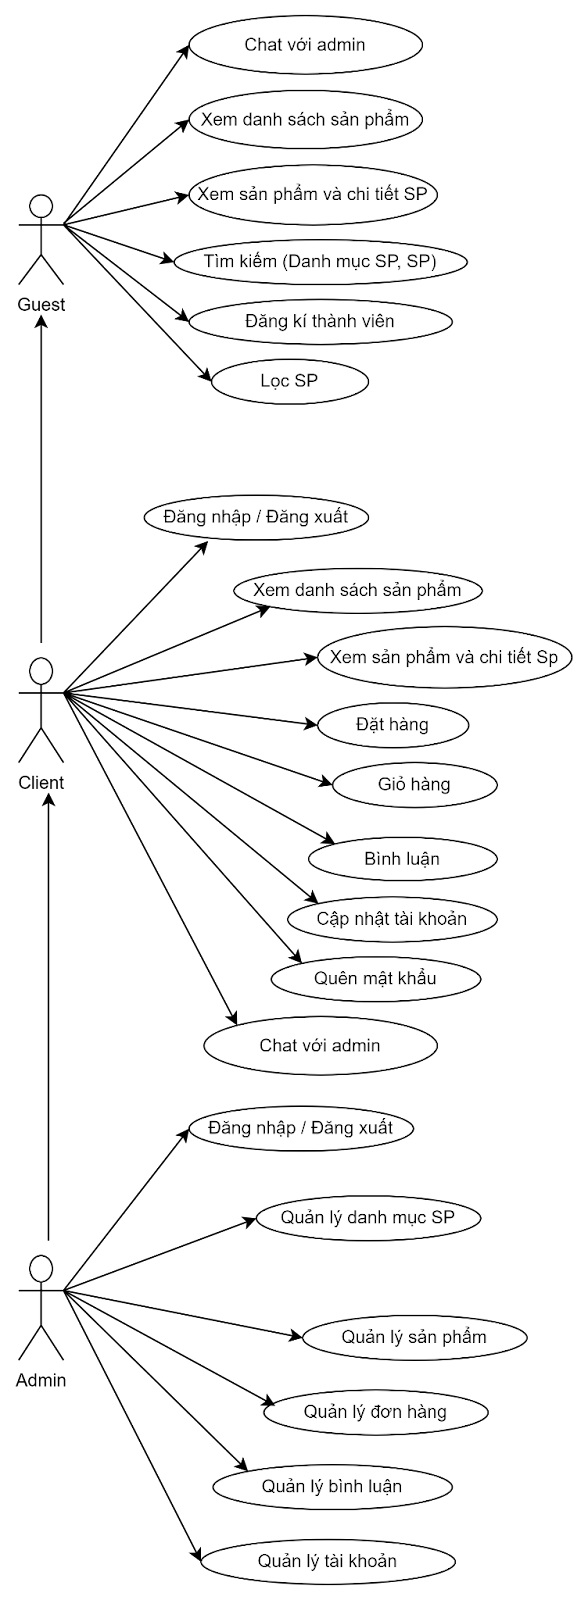 Chat với admin
Xem danh sách sản phẩm
Xem sản phẩm và chi tiết SP
Tìm kiếm (Danh mục SP, SP)
Guest
Đăng kí thành viên
Lọc SP
Đăng nhập / Đăng xuất
Xem danh sách sản phẩm
Xem sản phẩm và chi tiết Sp
Đặt hàng
Client
Giỏ hàng
Bình luận
Cập nhật tài khoản
Quên mật khẩu
Chat với admin
Đăng nhập / Đăng xuất
Quản lý danh mục SP
Quản lý sản phẩm
Admin
Quản lý đơn hàng
Quản lý bình luận
Quản lý tài khoản